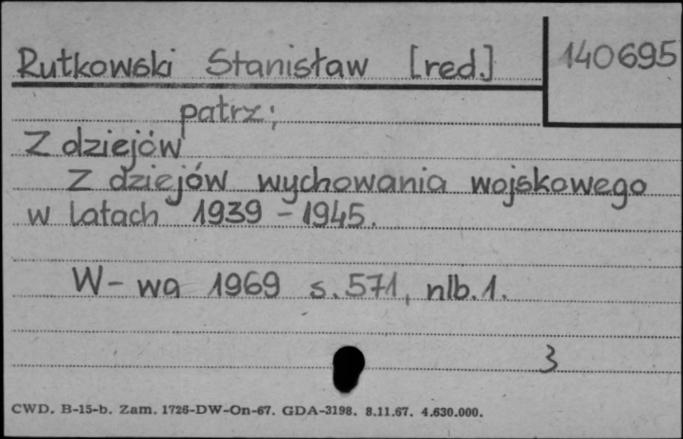 Rutkowski Stanisław [red.] 140695
patrz;
Z dziejów
Z dziejów wychowania wojskowego
w latach 1939-1945.
W-wa 1969 s. 571, nlb. 1.
3
CWD. B-15-b. Zam. 1726-DW-On-67. GDA-3198. 8.11.67. 4.630.000.